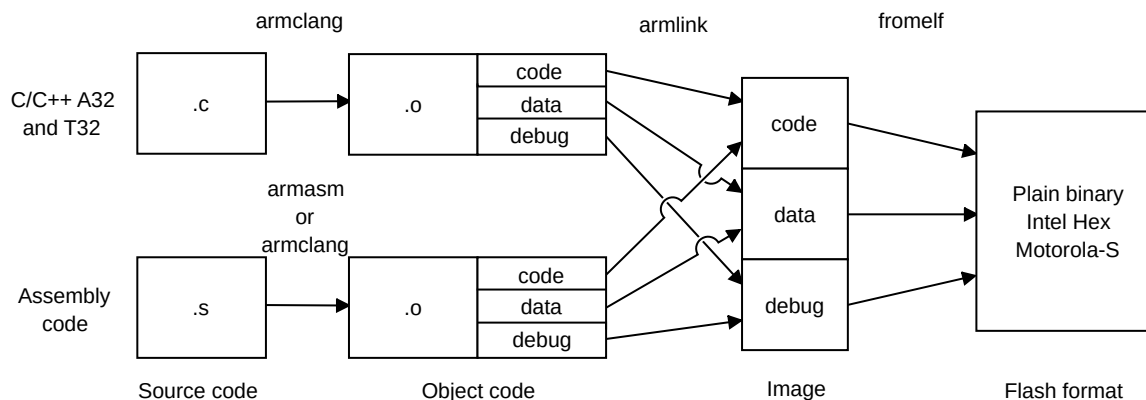 armclang
armlink
fromelf
C/C++ A32
and T32
.c
.o
code
data
debug
armasm
or
armclang
Assembly
code
.s
.o
code
data
debug
code
data
debug
Plain binary
Intel Hex
Motorola-S
Source code
Object code
Image
Flash format